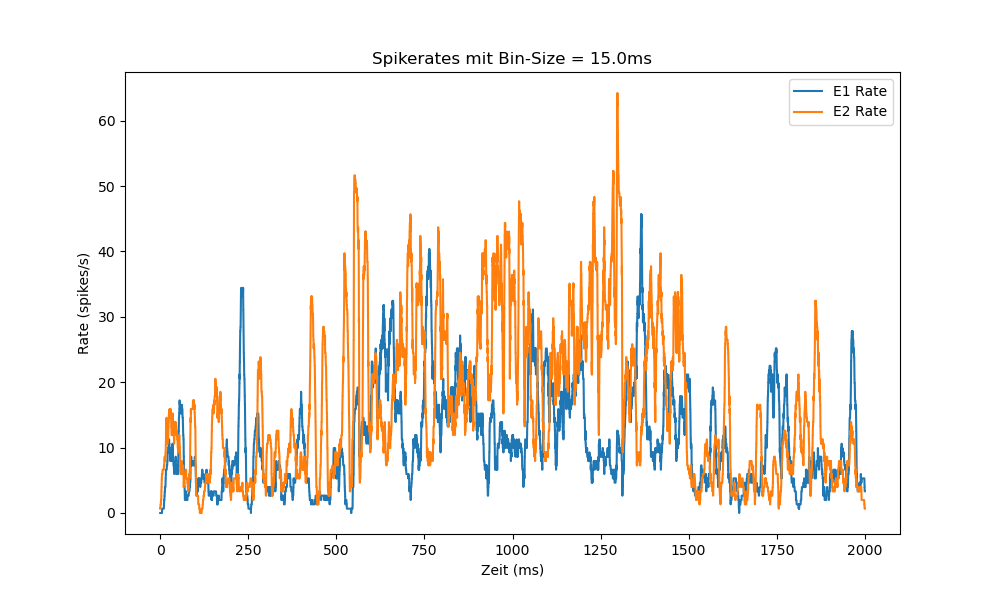 Spikerates mit Bin-Size = 15.0ms
E1 Rate
E2 Rate
60
50
40
30
20
10
0
Rate (spikes/s)
0 250 500 750 1000 1250 1500 1750 2000
Zeit (ms)